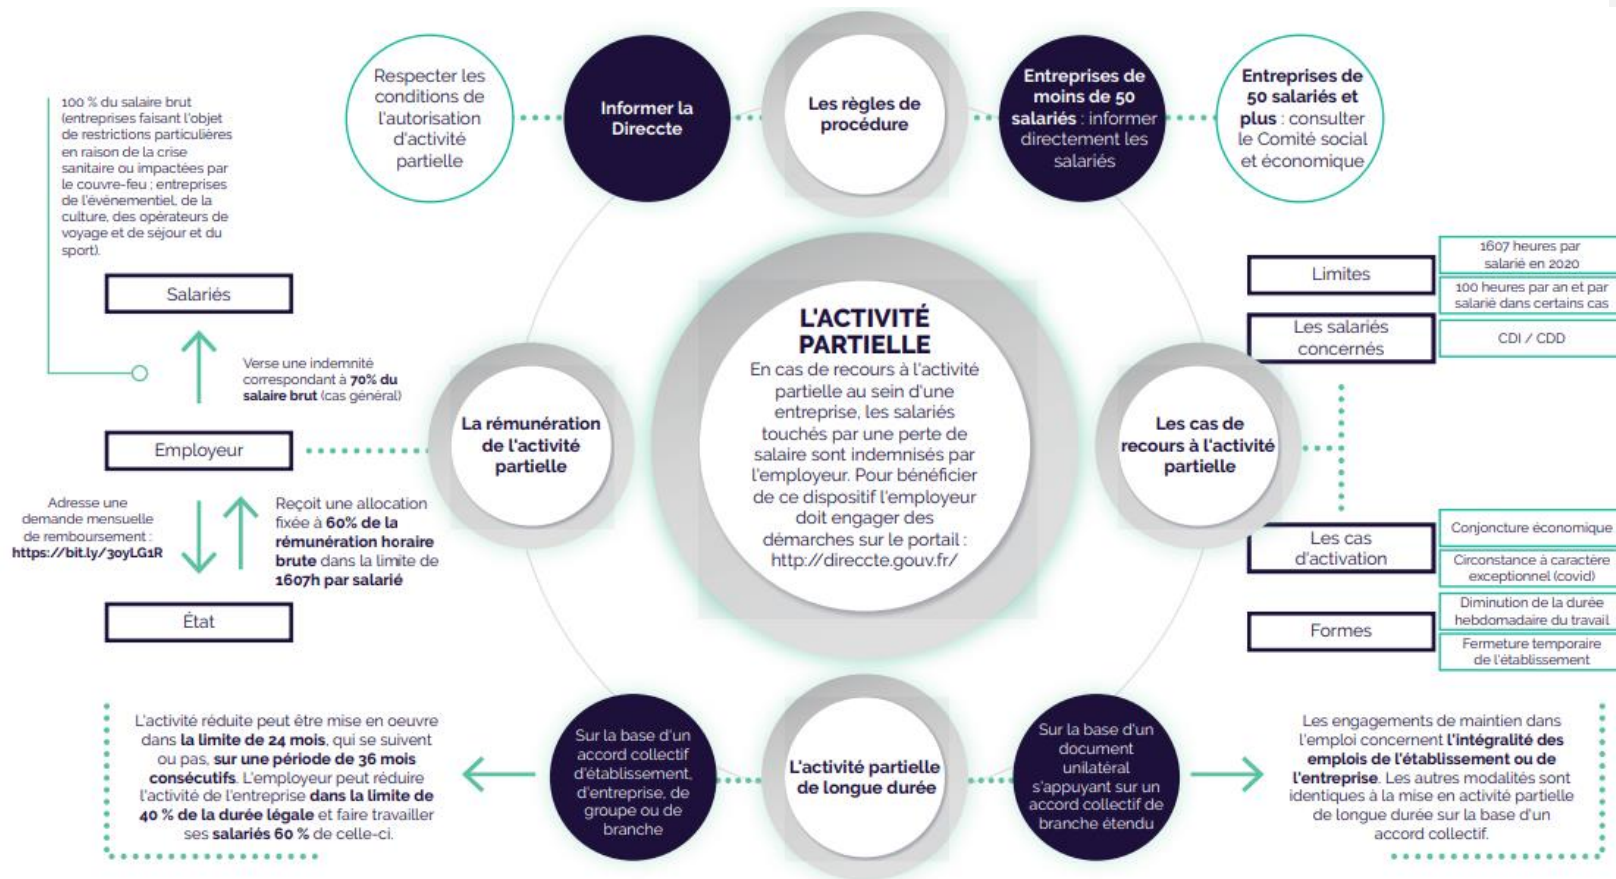 Respecter les
conditions de
l'autorisation
d'activité
partielle
Informer la
Direccte
Les règles de
procédure
Entreprises de
moins de 50
salariés : informer
directement les
salariés
Entreprises de
50 salariés et
plus : consulter
le Comité social
et économique
100 % du salaire brut
(entreprises faisant l'objet
de restrictions particulières
en raison de la crise
sanitaire ou impactées par
le couvre-feu ; entreprises
de l'événementiel, de la
culture, des opérateurs de
voyage et de séjour et du
sport).
Salariés
Verse une indemnité
correspondant à 70% du
salaire brut (cas général)
Employeur
Adresse une
demande mensuelle
de remboursement :
https://bit.ly/3oyLG1R
Reçoit une allocation
fixée à 60% de la
rémunération horaire
brute dans la limite de
1607h par salarié
État
La rémunération
de l'activité
partielle
L'ACTIVITÉ
PARTIELLE
En cas de recours à l'activité
partielle au sein d'une
entreprise, les salariés
touchés par une perte de
salaire sont indemnisés par
l'employeur. Pour bénéficier
de ce dispositif l'employeur
doit engager des
démarches sur le portail :
http://direccte.gouv.fr/
Les cas de
recours à l'activité
partielle
Limites
1607 heures par
salarié en 2020
100 heures par an et par
salarié dans certains cas
Les salariés
concernés
CDI / CDD
Les cas
d'activation
Conjoncture économique
Circonstance à caractère
exceptionnel (covid)
Formes
Diminution de la durée
hebdomadaire du travail
Fermeture temporaire
de l'établissement
L'activité réduite peut être mise en oeuvre
dans la limite de 24 mois, qui se suivent
ou pas, sur une période de 36 mois
consécutifs. L'employeur peut réduire
l'activité de l'entreprise dans la limite de
40 % de la durée légale et faire travailler
ses salariés 60 % de celle-ci.
Sur la base d'un
accord collectif
d'établissement,
d'entreprise, de
groupe ou de
branche
L'activité partielle
de longue durée
Sur la base d'un
document
unilatéral
s'appuyant sur un
accord collectif de
branche étendu
Les engagements de maintien dans
l'emploi concernent l'intégralité des
emplois de l'établissement ou de
l'entreprise. Les autres modalités sont
identiques à la mise en activité partielle
de longue durée sur la base d'un
accord collectif.